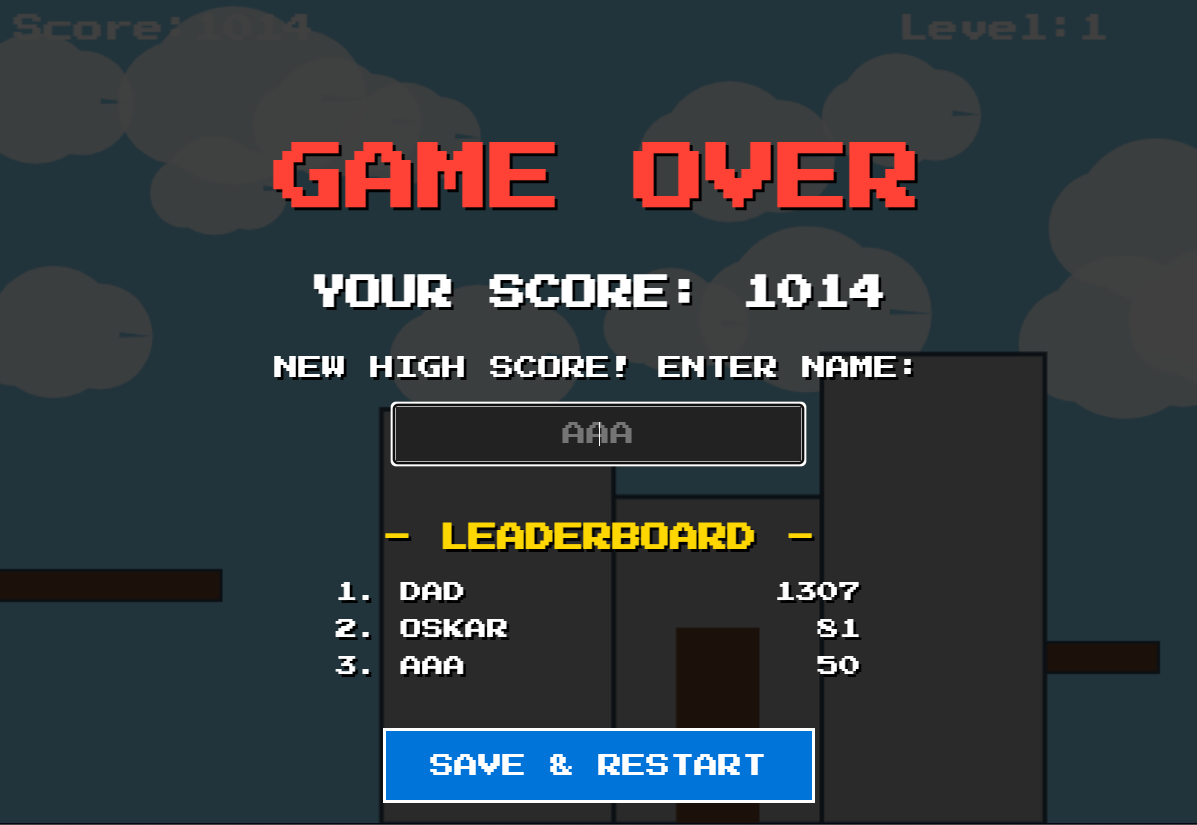 Score:1014 Level:1
GAME OVER
YOUR SCORE: 1014
NEW HIGH SCORE! ENTER NAME:
AAA
- LEADERBOARD -
1. DAD 1307
2. OSKAR 81
3. AAA 50
SAVE & RESTART